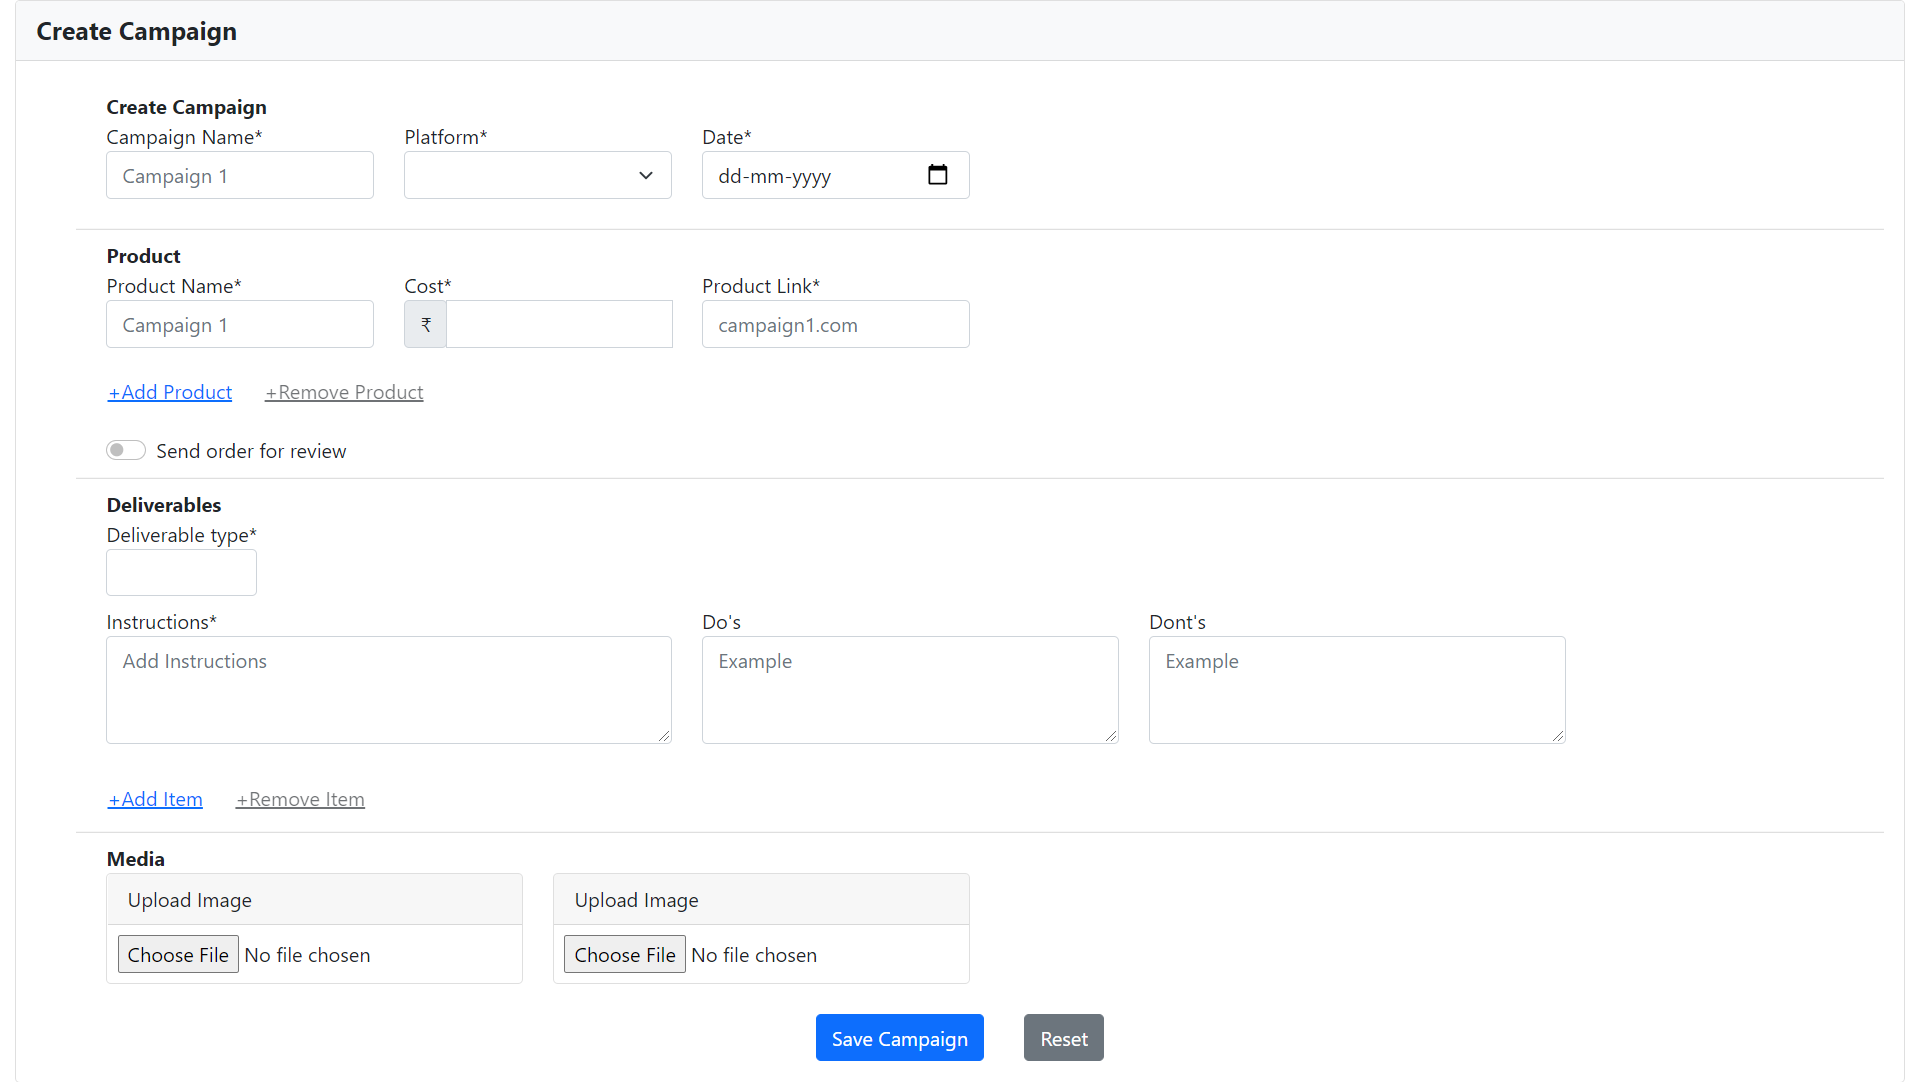 Create Campaign
Create Campaign
Campaign Name* Platform* Date*
Campaign 1 dd-mm-yyyy
Product
Product Name* Cost* Product Link*
Campaign 1 ₹ campaign1.com
+Add Product +Remove Product
Send order for review
Deliverables
Deliverable type*
Instructions* Do's Dont's
Add Instructions Example Example
+Add Item +Remove Item
Media
Upload Image Upload Image
Choose File No file chosen Choose File No file chosen
Save Campaign Reset